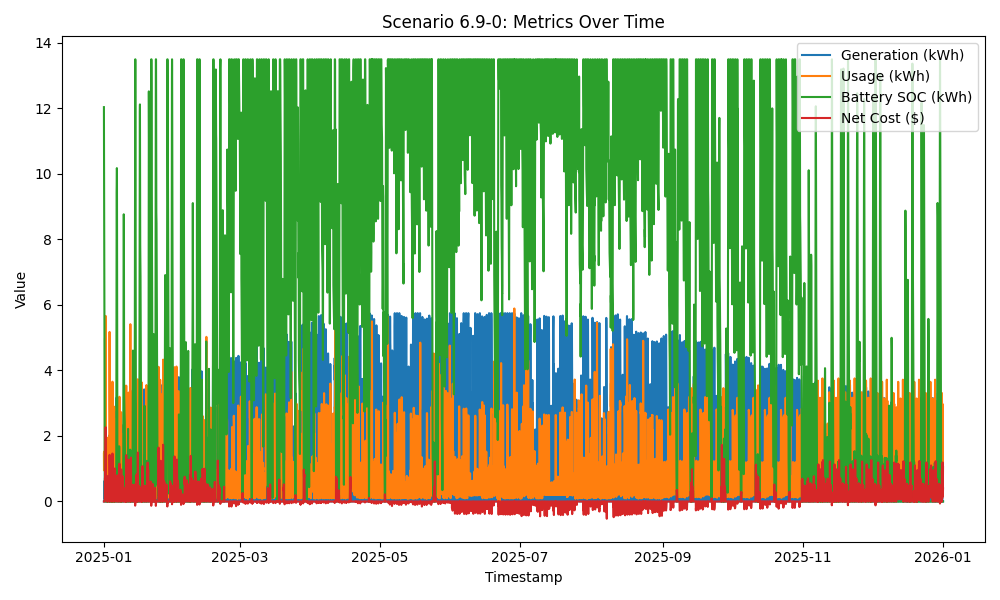 Scenario 6.9-0: Metrics Over Time
Generation (kWh)
Usage (kWh)
Battery SOC (kWh)
Net Cost ($)
Value
14
12
10
8
6
4
2
0
2025-01
2025-03
2025-05
2025-07
2025-09
2025-11
2026-01
Timestamp